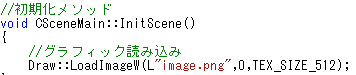 //初期化メソッド
void CSceneMain::InitScene()
{
//グラフィック読み込み
Draw::LoadImageW(L"image.png",0,TEX_SIZE_512);